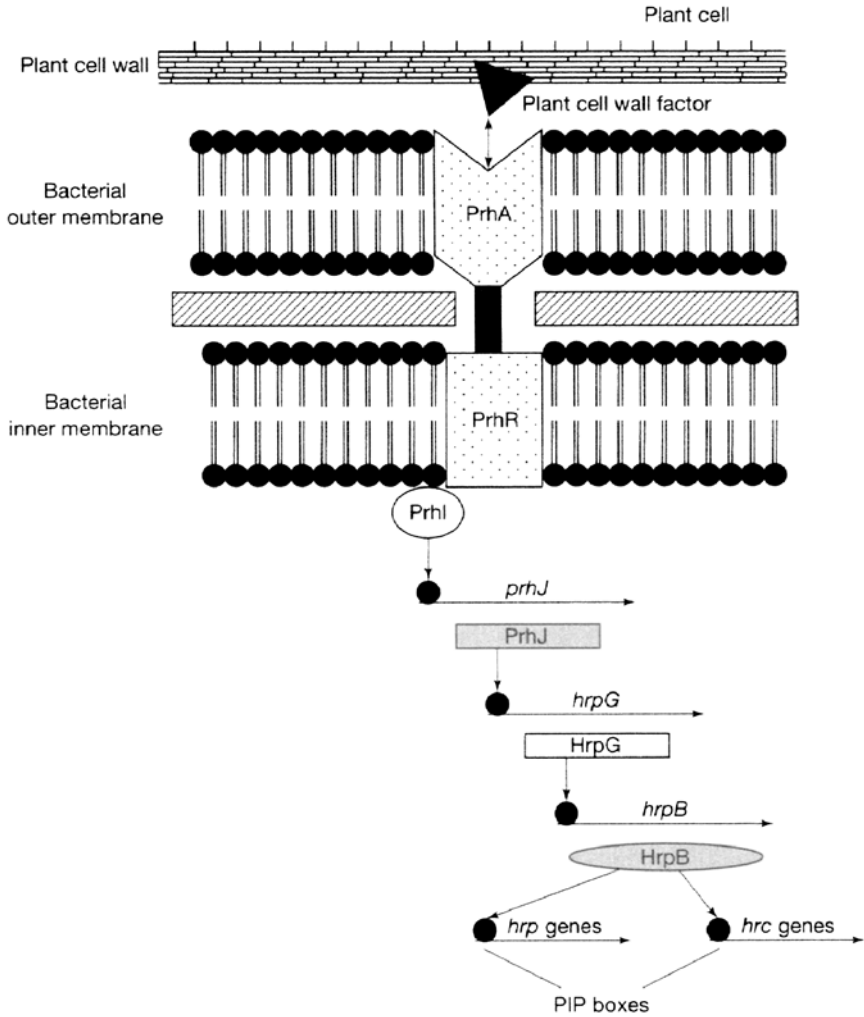 Plant cell
Plant cell wall
Plant cell wall factor
Bacterial
outer membrane
PrhA
Bacterial
inner membrane
PrhR
PrhI
prhJ
PrhJ
hrpG
HrpG
hrpB
HrpB
hrp genes
hrc genes
PIP boxes